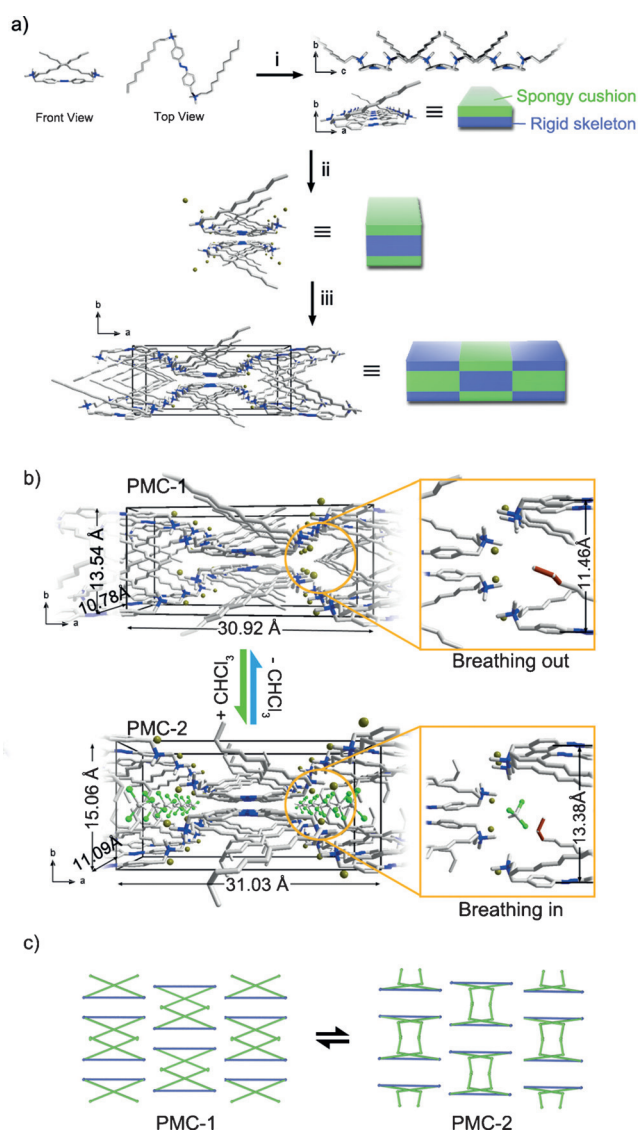 a)
i
b
c
Front View
Top View
b
a
≡
Spongy cushion
Rigid skeleton
ii
≡
iii
b
a
≡
b)
PMC-1
13.54 Å
10.78Å
30.92 Å
b
a
11.46Å
Breathing out
+ CHCl3
- CHCl3
PMC-2
15.06 Å
11.09Å
31.03 Å
b
a
13.38Å
Breathing in
c)
PMC-1
PMC-2